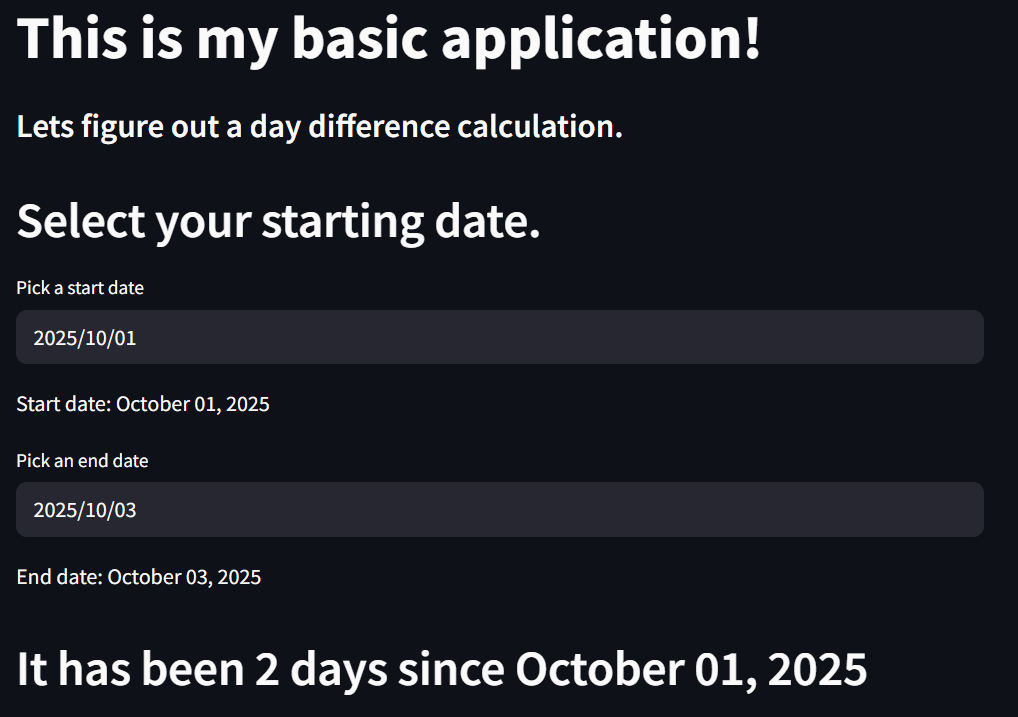 This is my basic application!
Lets figure out a day difference calculation.
Select your starting date.
Pick a start date
2025/10/01
Start date: October 01, 2025
Pick an end date
2025/10/03
End date: October 03, 2025
It has been 2 days since October 01, 2025